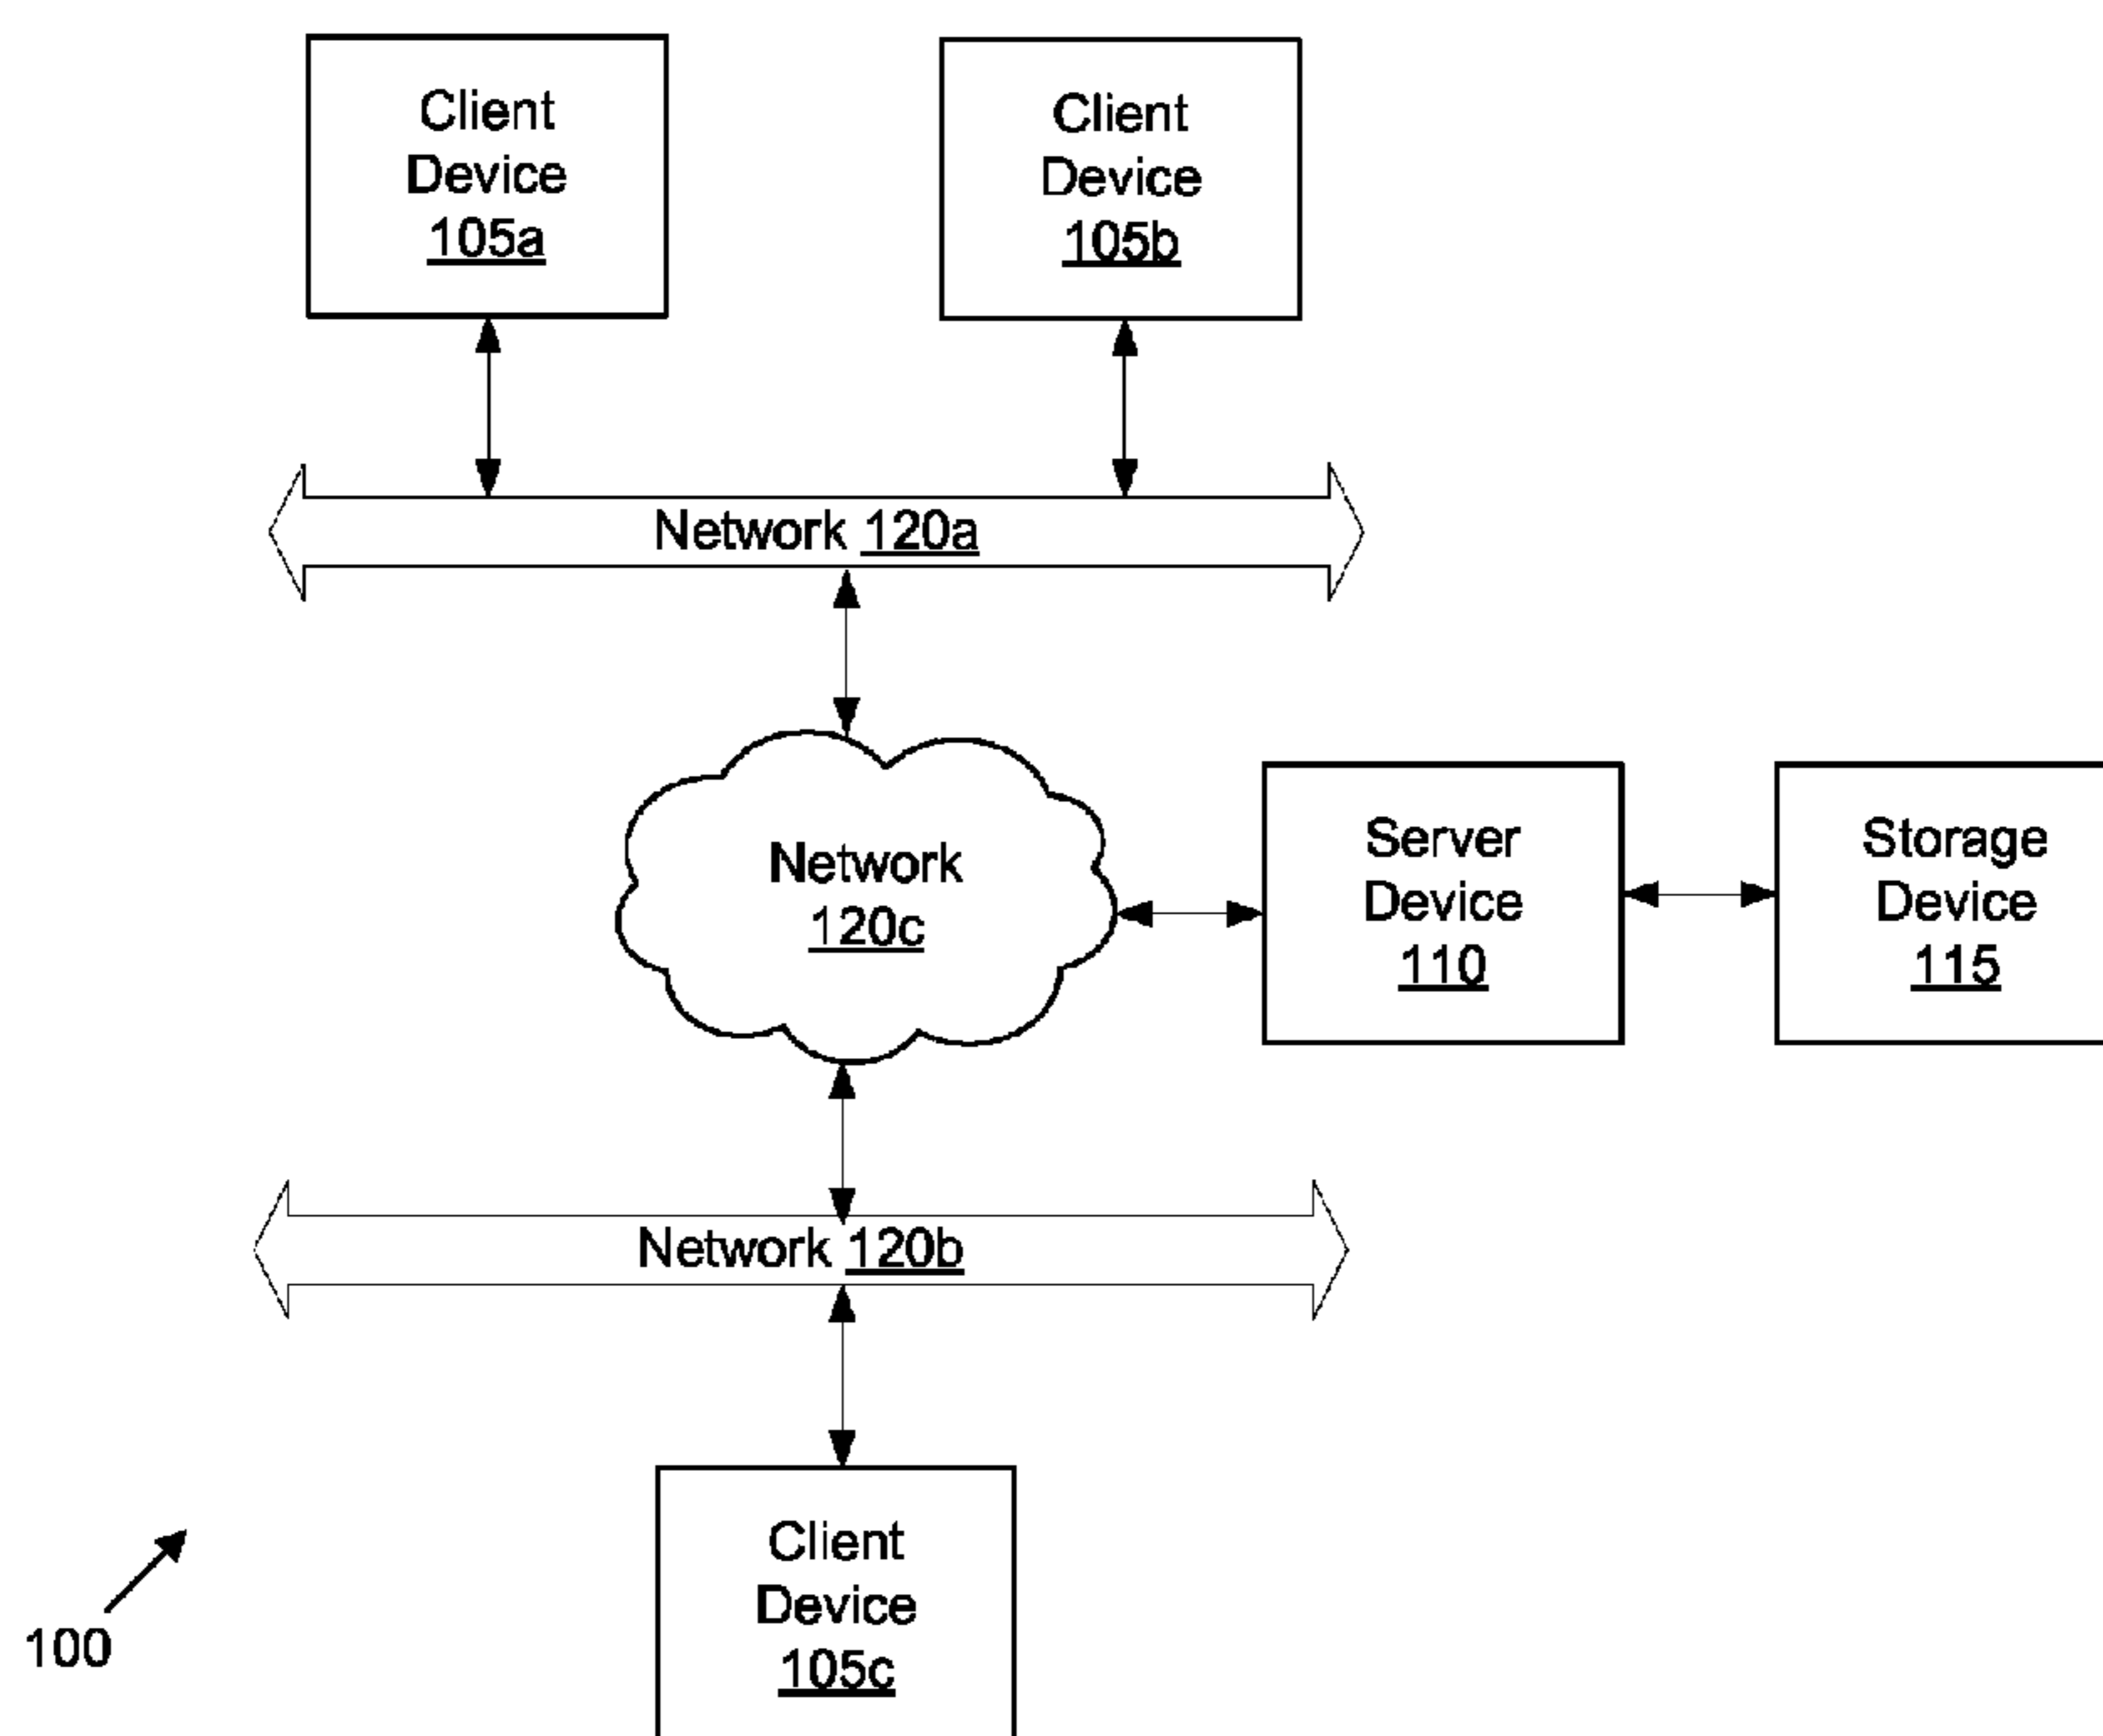 Client
Device
105a
Client
Device
105b
Network 120a
Network
120c
Server
Device
110
Storage
Device
115
Network 120b
Client
Device
105c
100